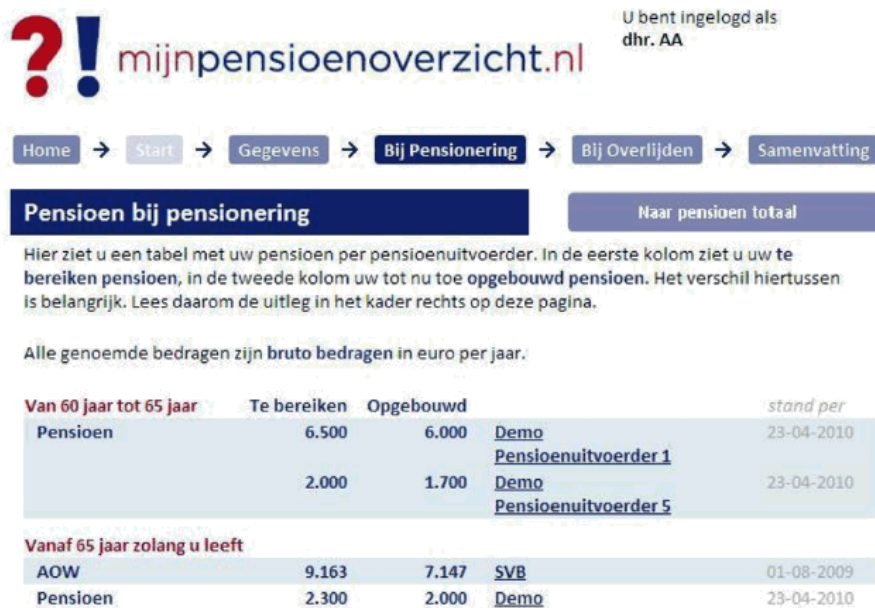 ?! mijnpensioenoverzicht.nl
U bent ingelogd als
dhr. AA
Home → Start → Gegevens → Bij Pensionering → Bij Overlijden → Samenvatting
Pensioen bij pensionering
Naar pensioen totaal
Hier ziet u een tabel met uw pensioen per pensioenuitvoerder. In de eerste kolom ziet u uw te
bereiken pensioen, in de tweede kolom uw tot nu toe opgebouwd pensioen. Het verschil hiertussen
is belangrijk. Lees daarom de uitleg in het kader rechts op deze pagina.
Alle genoemde bedragen zijn bruto bedragen in euro per jaar.
Van 60 jaar tot 65 jaar Te bereiken Opgebouwd stand per
Pensioen 6.500 6.000 Demo 23-04-2010
Pensioenuitvoerder 1
2.000 1.700 Demo 23-04-2010
Pensioenuitvoerder 5
Vanaf 65 jaar zolang u leeft
AOW 9.163 7.147 SVB 01-08-2009
Pensioen 2.300 2.000 Demo 23-04-2010